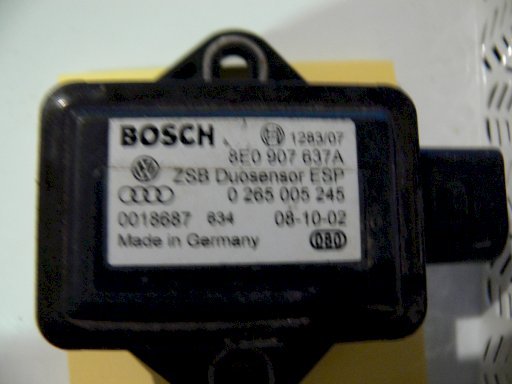 BOSCH 1283/07
8E0 907 637A
ZSB Duosensor ESP
0 265 005 245
0018687 634 08-10-02
Made in Germany